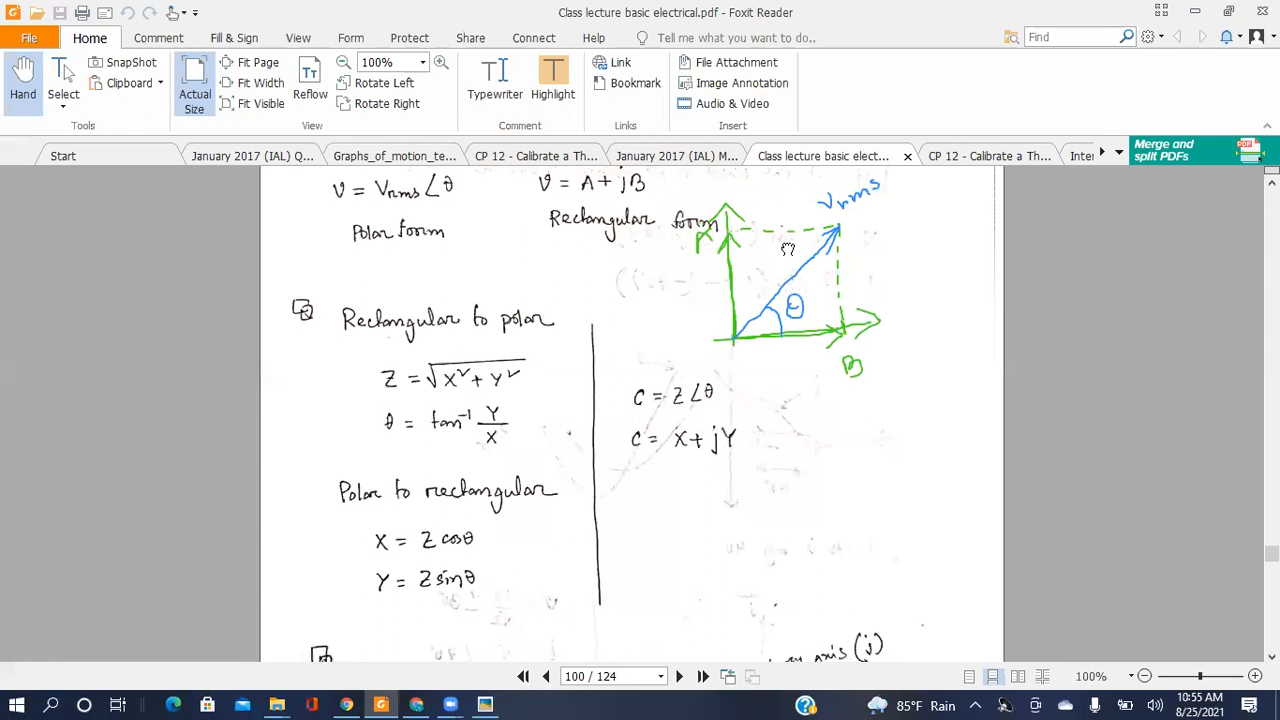 Class lecture basic electrical.pdf - Foxit Reader
File Home Comment Fill & Sign View Form Protect Share Connect Help Tell me what you want to do... Find
Hand
Select
SnapShot
Clipboard
Tools
Actual Size
Fit Page
Fit Width
Fit Visible
Reflow
100%
Rotate Left
Rotate Right
View
Typewriter
Highlight
Comment
Link
Bookmark
Links
File Attachment
Image Annotation
Audio & Video
Insert
Start January 2017 (IAL) Q... Graphs_of_motion_te... CP 12 - Calibrate a Th... January 2017 (IAL) M... Class lecture basic electr... CP 12 - Calibrate a Th... Inter
Merge and
split PDFs
v = Vrms∠θ
v = A + jB
Polar form
Rectangular form
Vrms
A
θ
B
Rectangular to polar
Z = √X² + Y²
θ = tan⁻¹ Y/X
C = Z∠θ
C = X + jY
Polar to rectangular
X = Z cosθ
Y = Z sinθ
axis (j)
100 / 124
100%
85°F Rain
10:55 AM
8/25/2021